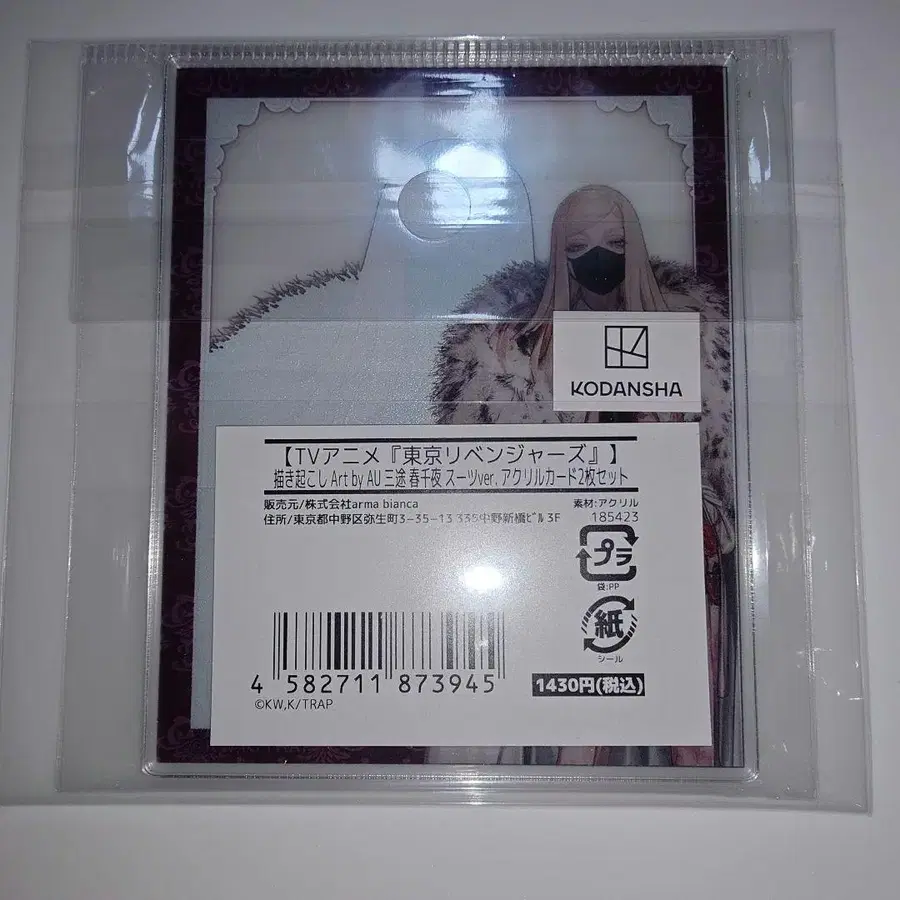 KODANSHA
【TVアニメ『東京リベンジャーズ』】
描き起こし Art by AU 三途 春千夜 スーツver. アクリルカード2枚セット
販売元/株式会社arma bianca
住所/東京都中野区弥生町3-35-13 335中野新橋ビル3F
素材:アクリル
185423
プラ
袋:PP
紙
シール
4 582711 873945
1430円(税込)
©KW,K/TRAP